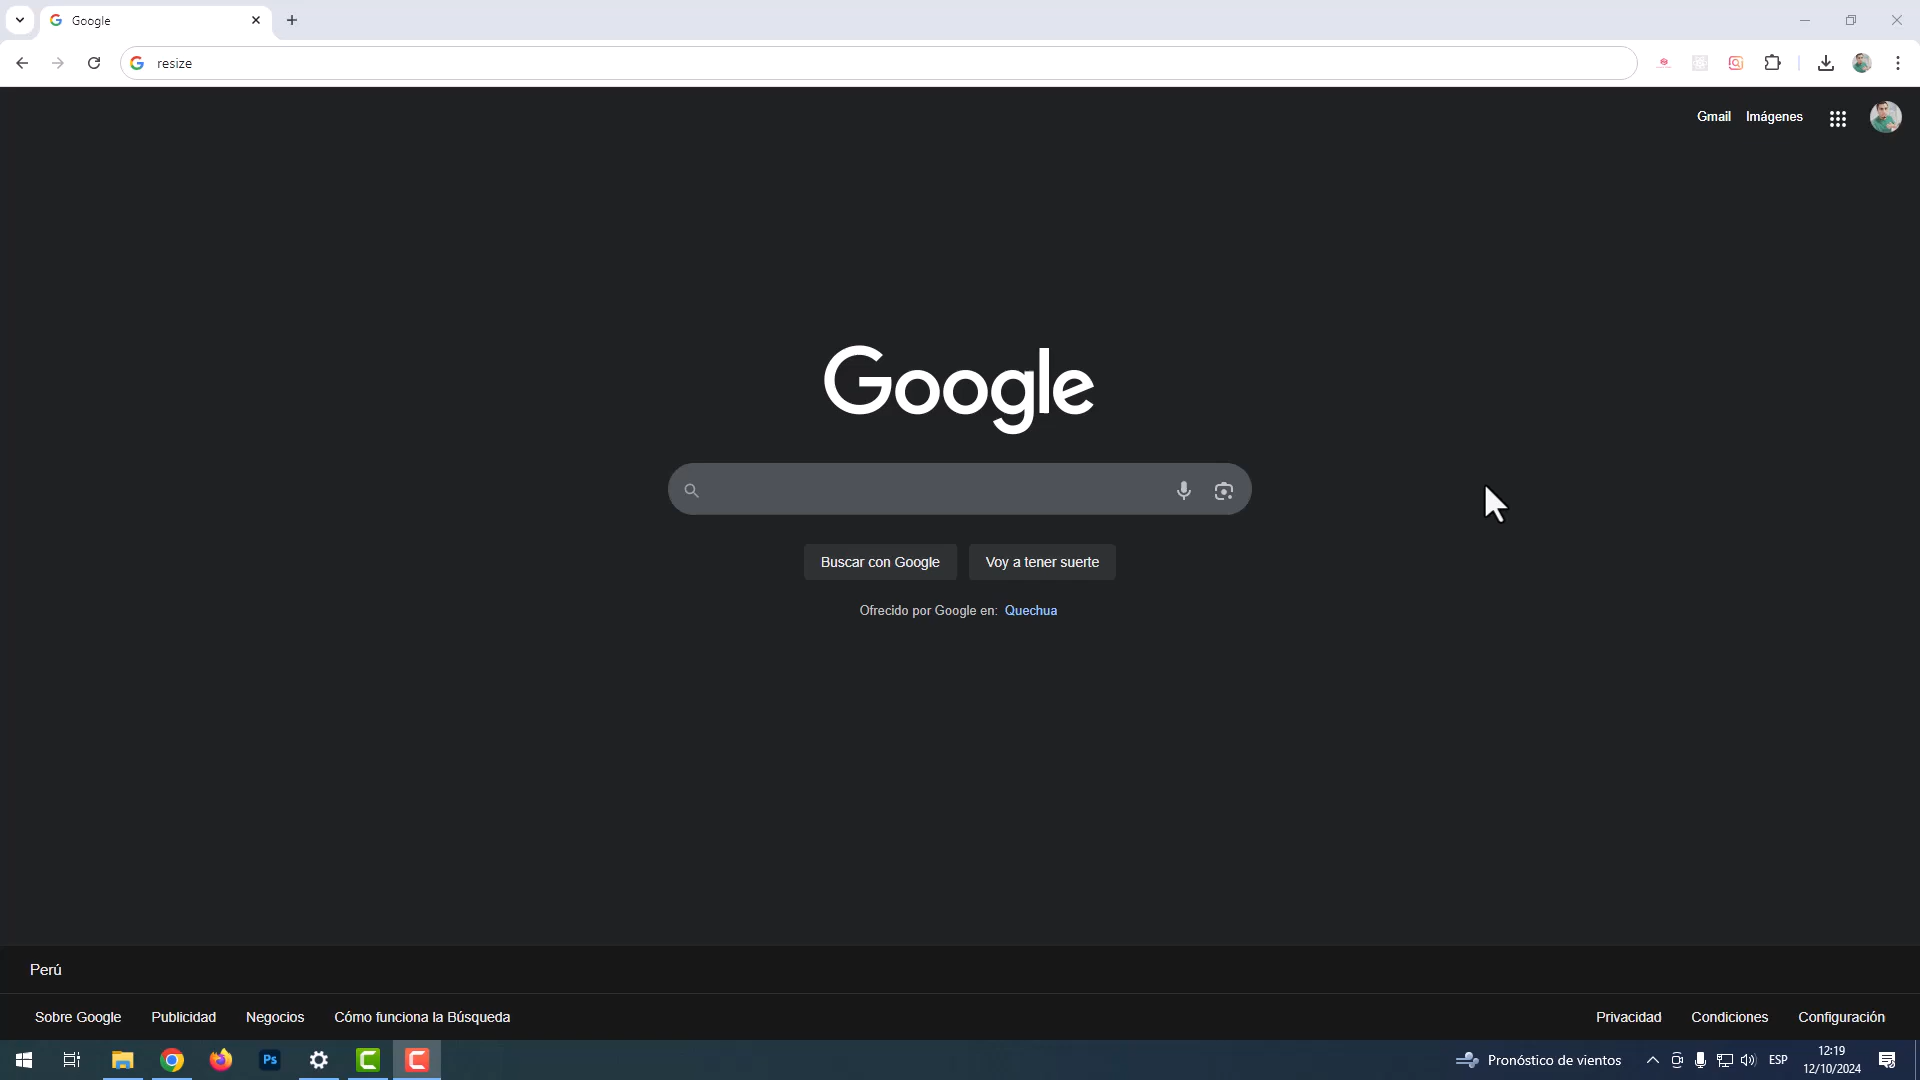 Google
resize
Gmail Imágenes
Google
Buscar con Google Voy a tener suerte
Ofrecido por Google en: Quechua
Perú
Sobre Google Publicidad Negocios Cómo funciona la Búsqueda Privacidad Condiciones Configuración
Ps Pronóstico de vientos ESP 12:19
12/10/2024